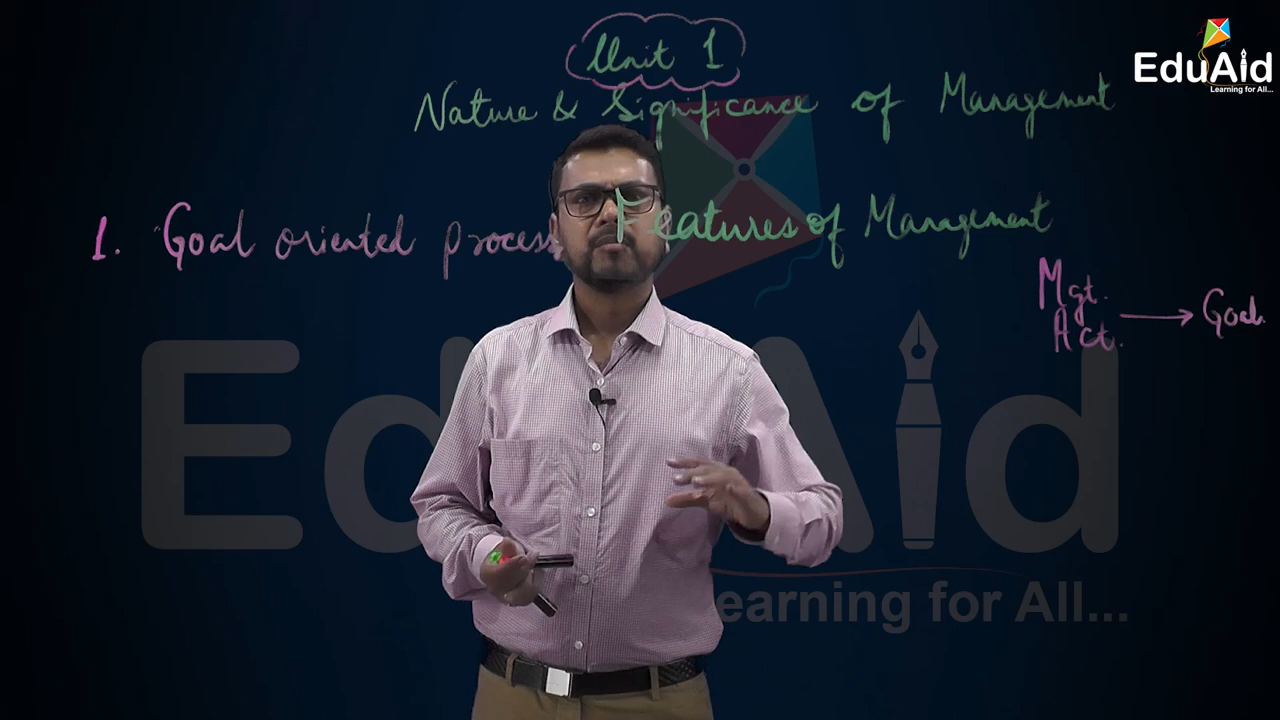 Unit 1
EduAid
Learning for All...
Nature & Significance of Management
1. Goal oriented process
Features of Management
Mgt.
Act. → Goal.
EduAid
Learning for All...